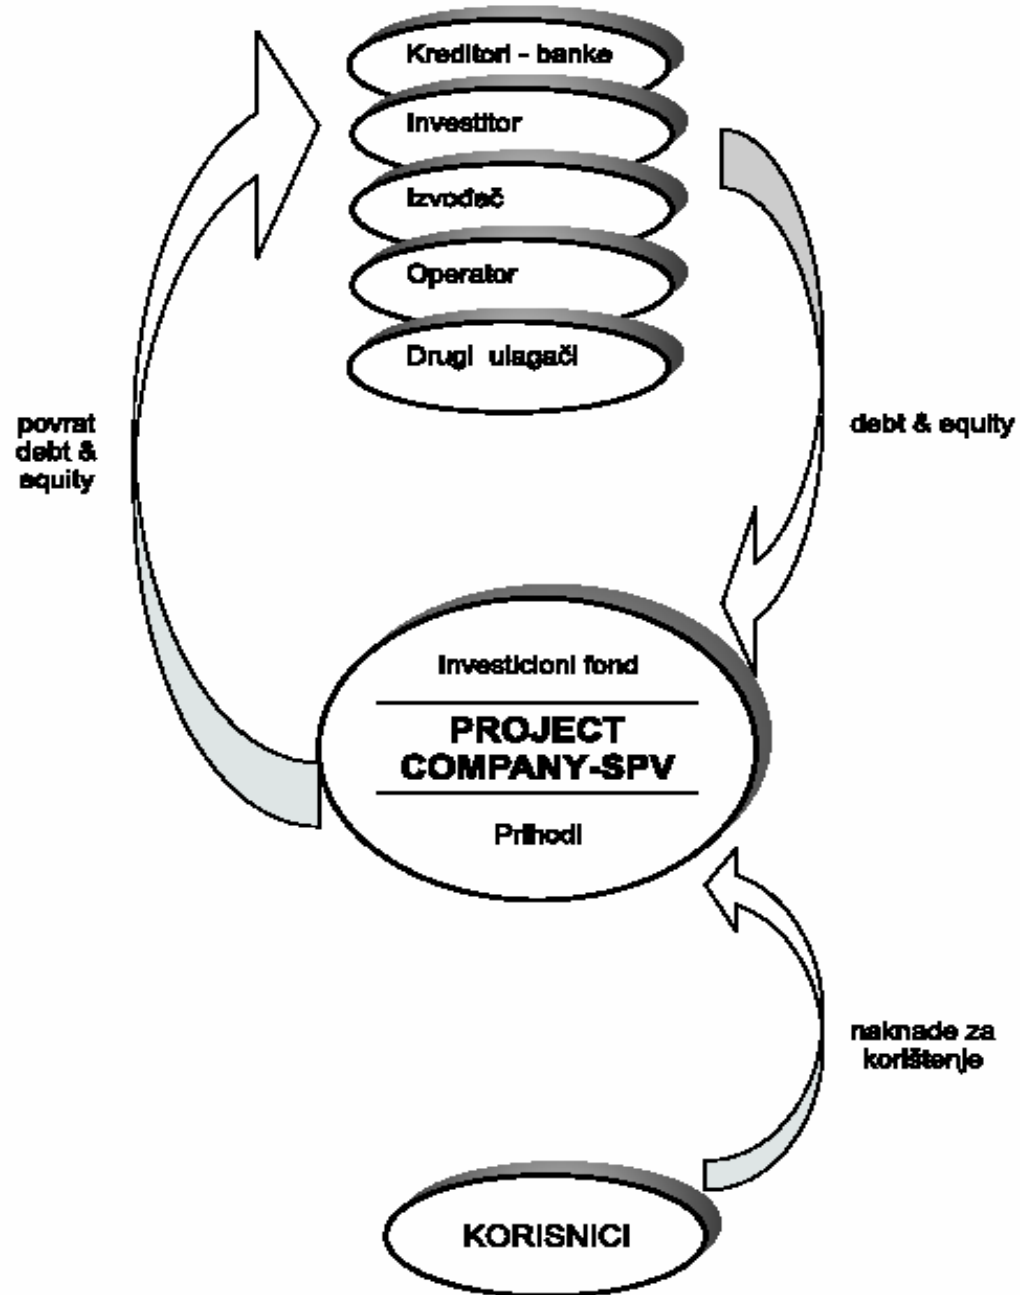 Kreditori - banke
Investitor
Izvođač
Operator
Drugi ulagači
povrat
debt &
equity
debt & equity
Investicioni fond
PROJECT
COMPANY-SPV
Prihodi
naknade za
korištenje
KORISNICI